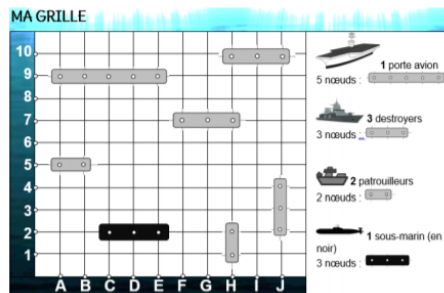 MA GRILLE
10
9
8
7
6
5
4
3
2
1
A B C D E F G H I J
1 porte avion
5 nœuds :
3 destroyers
3 nœuds :
2 patrouilleurs
2 nœuds :
1 sous-marin (en
noir)
3 nœuds :